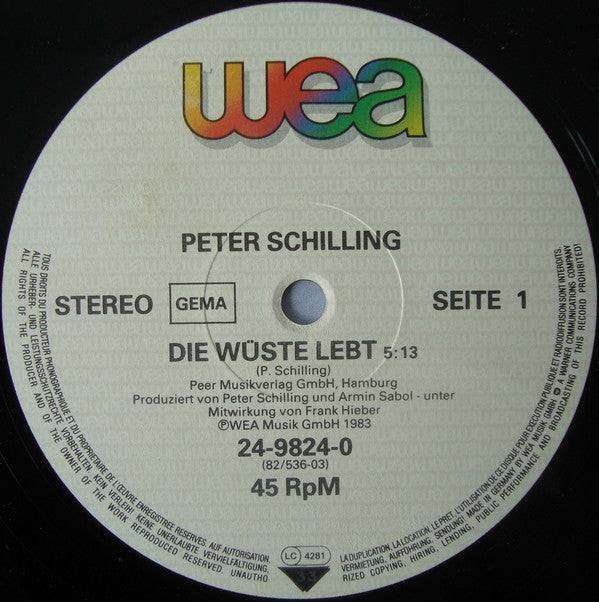 wea
PETER SCHILLING
STEREO GEMA SEITE 1
DIE WÜSTE LEBT 5:13
(P. Schilling)
Peer Musikverlag GmbH, Hamburg
Produziert von Peter Schilling und Armin Sabol - unter
Mitwirkung von Frank Hieber
ⓅWEA Musik GmbH 1983
24-9824-0
(82/536-03)
45 RpM
LC 4281
33
TOUS DROITS DU PRODUCTEUR PHONOGRAPHIQUE ET DU PROPRIETAIRE DE L'ŒUVRE ENREGISTREE RESERVES. SAUF AUTORISATION,
LA DUPLICATION, LA LOCATION, LE PRET, L'UTILISATION DE CE DISQUE POUR EXECUTION PUBLIQUE ET RADIODIFFUSION SONT INTERDITS.
ALLE URHEBER- UND LEISTUNGSSCHUTZRECHTE VORBEHALTEN. KEIN VERLEIH! KEINE UNERLAUBTE VERVIELFÄLTIGUNG,
VERMIETUNG, AUFFÜHRUNG, SENDUNG. MADE IN GERMANY BY WEA MUSIK GMBH. A WARNER COMMUNICATIONS COMPANY
ALL RIGHTS OF THE PRODUCER AND OF THE OWNER OF THE WORK REPRODUCED RESERVED UNAUTHO
RIZED COPYING, HIRING, LENDING, PUBLIC PERFORMANCE AND BROADCASTING OF THIS RECORD PROHIBITED!